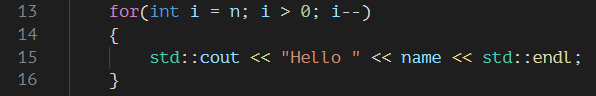 13 for(int i = n; i > 0; i--)
14 {
15 std::cout << "Hello " << name << std::endl;
16 }